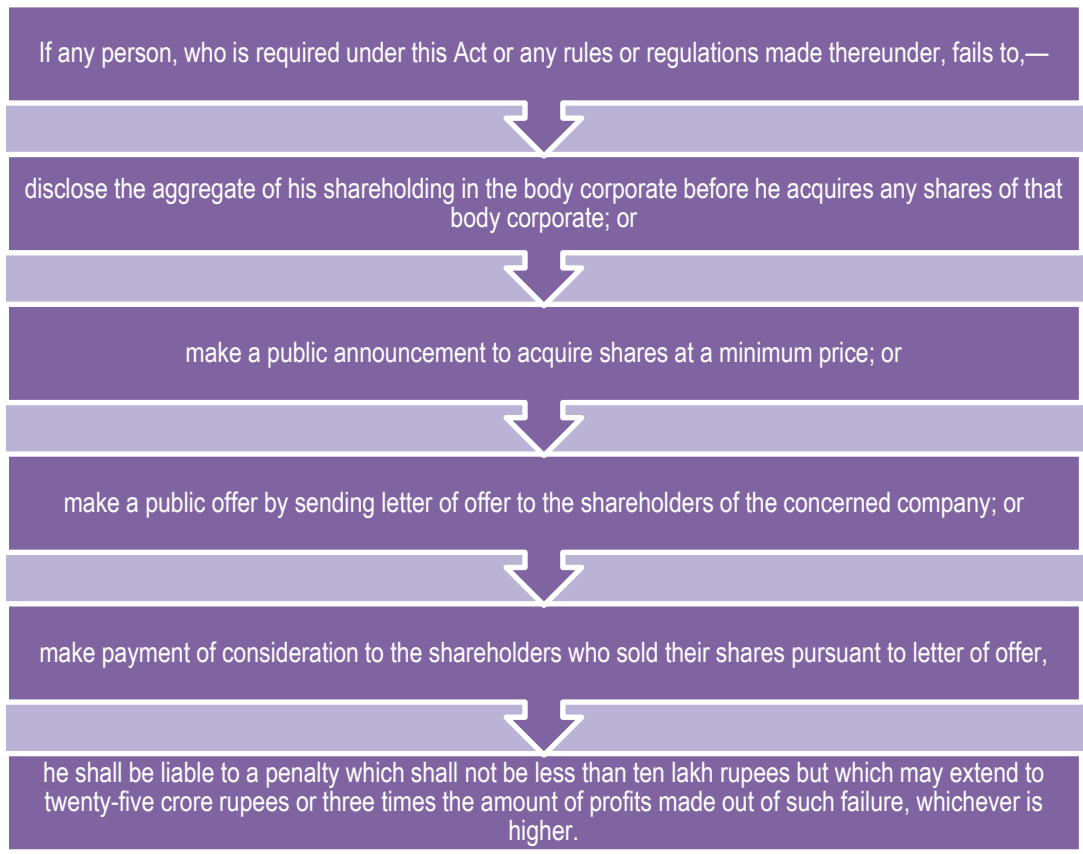 If any person, who is required under this Act or any rules or regulations made thereunder, fails to,—
disclose the aggregate of his shareholding in the body corporate before he acquires any shares of that
body corporate; or
make a public announcement to acquire shares at a minimum price; or
make a public offer by sending letter of offer to the shareholders of the concerned company; or
make payment of consideration to the shareholders who sold their shares pursuant to letter of offer,
he shall be liable to a penalty which shall not be less than ten lakh rupees but which may extend to
twenty-five crore rupees or three times the amount of profits made out of such failure, whichever is
higher.